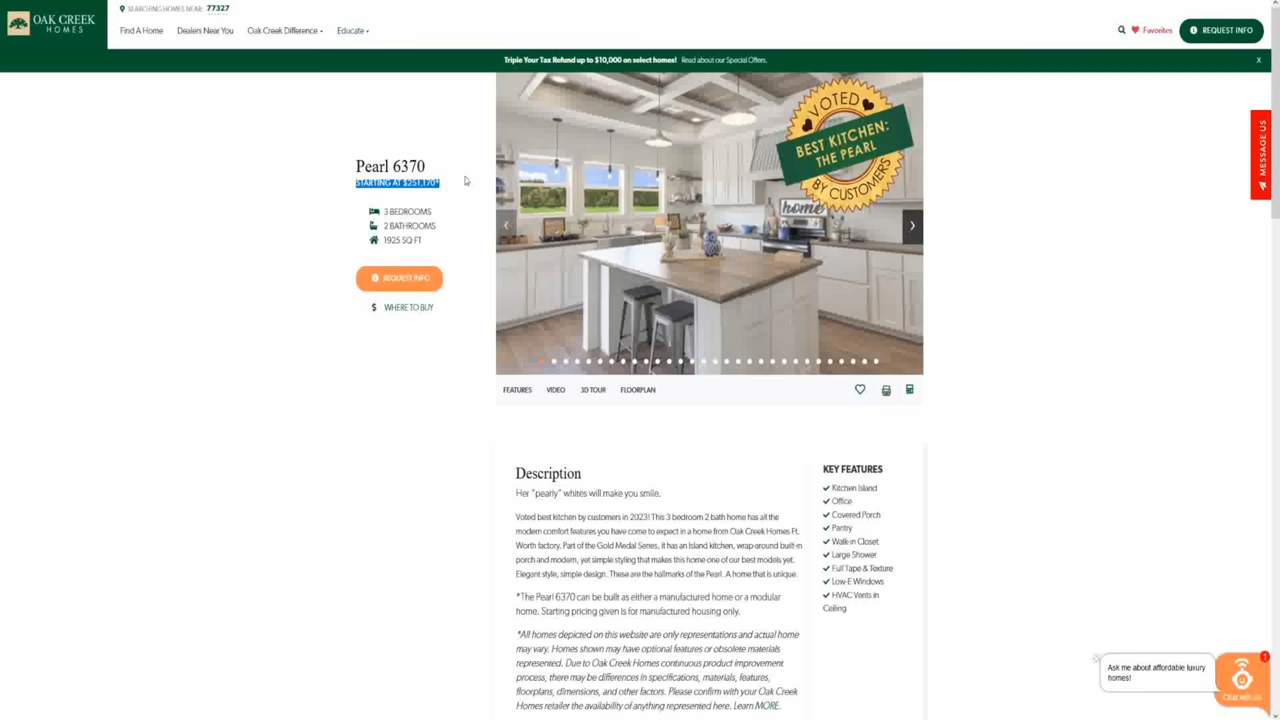 OAK CREEK
HOMES
SEARCHING HOMES NEAR: 77327
Find A Home Dealers Near You Oak Creek Difference Educate
Favorites
REQUEST INFO
Triple Your Tax Refund up to $10,000 on select homes! Read about our Special Offers. X
MESSAGE US
VOTED
BEST KITCHEN:
THE PEARL
BY CUSTOMERS
home
Pearl 6370
STARTING AT $251,170*
3 BEDROOMS
2 BATHROOMS
1925 SQ FT
REQUEST INFO
$ WHERE TO BUY
FEATURES VIDEO 3D TOUR FLOORPLAN
Description
Her "pearly" whites will make you smile.
Voted best kitchen by customers in 2023! This 3 bedroom 2 bath home has all the
modern comfort features you have come to expect in a home from Oak Creek Homes Ft.
Worth factory. Part of the Gold Medal Series, it has an Island kitchen, wrap-around built-in
porch and modern, yet simple styling that makes this home one of our best models yet.
Elegant style, simple design. These are the hallmarks of the Pearl. A home that is unique.
*The Pearl 6370 can be built as either a manufactured home or a modular
home. Starting pricing given is for manufactured housing only.
*All homes depicted on this website are only representations and actual home
may vary. Homes shown may have optional features or obsolete materials
represented. Due to Oak Creek Homes continuous product improvement
process, there may be differences in specifications, materials, features,
floorplans, dimensions, and other factors. Please confirm with your Oak Creek
Homes retailer the availability of anything represented here. Learn MORE.
KEY FEATURES
Kitchen Island
Office
Covered Porch
Pantry
Walk-in Closet
Large Shower
Full Tape & Texture
Low-E Windows
HVAC Vents in
Ceiling
Ask me about affordable luxury
homes!
1
Chat with us